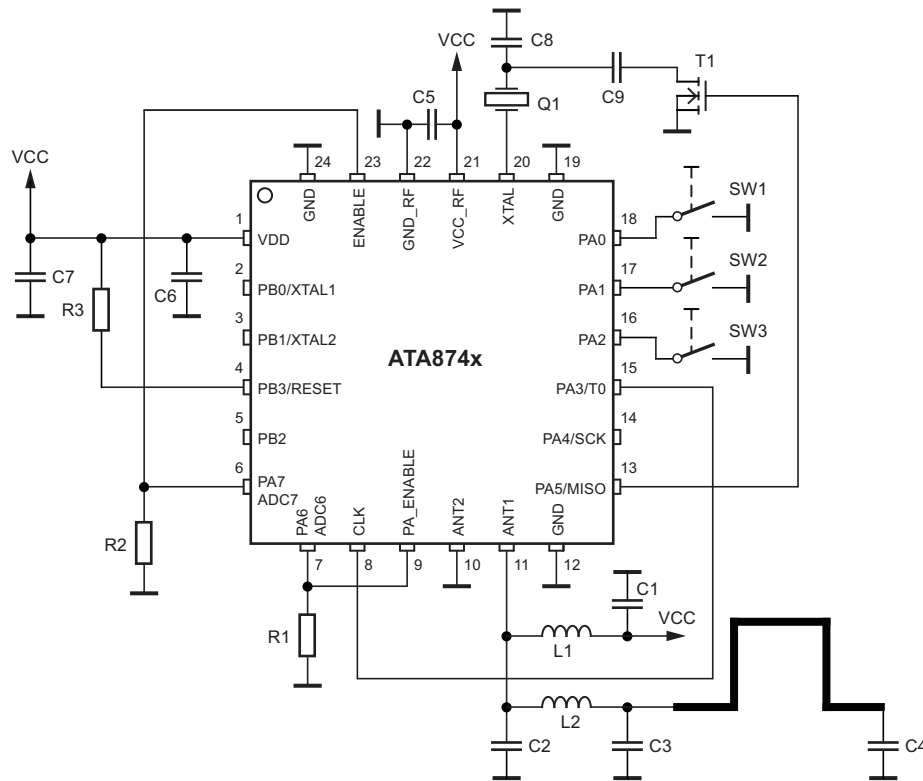 C8
VCC
T1
C5
Q1
C9
VCC
24
23
22
21
20
19
GND
ENABLE
GND_RF
VCC_RF
XTAL
GND
1
VDD
18
PA0
SW1
C7
C6
R3
2
PB0/XTAL1
17
PA1
SW2
3
PB1/XTAL2
16
PA2
SW3
ATA874x
4
PB3/RESET
15
PA3/T0
5
PB2
14
PA4/SCK
6
PA7
ADC7
13
PA5/MISO
PA6
ADC6
CLK
PA_ENABLE
ANT2
ANT1
GND
R2
7
8
9
10
11
12
R1
C1
VCC
L1
L2
C2
C3
C4